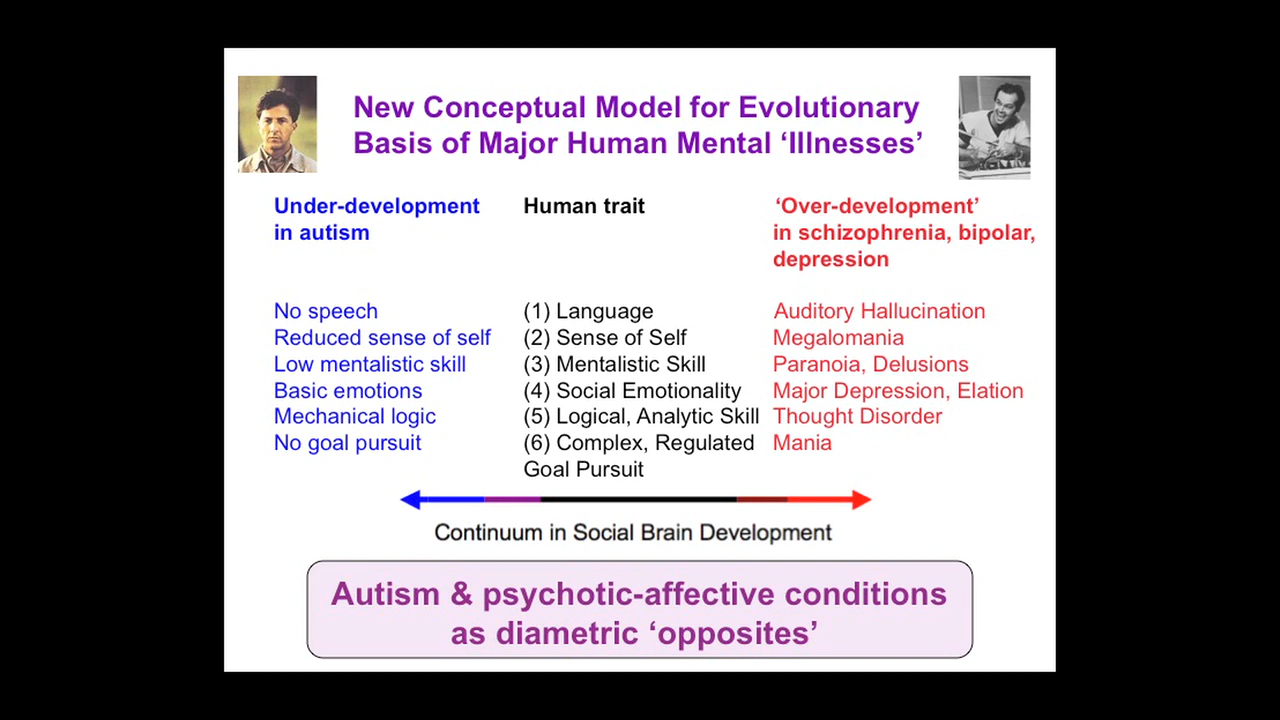 New Conceptual Model for Evolutionary
Basis of Major Human Mental ‘Illnesses’
Under-development
in autism
Human trait
‘Over-development’
in schizophrenia, bipolar,
depression
No speech
(1) Language
Auditory Hallucination
Reduced sense of self
(2) Sense of Self
Megalomania
Low mentalistic skill
(3) Mentalistic Skill
Paranoia, Delusions
Basic emotions
(4) Social Emotionality
Major Depression, Elation
Mechanical logic
(5) Logical, Analytic Skill
Thought Disorder
No goal pursuit
(6) Complex, Regulated
Goal Pursuit
Mania
Continuum in Social Brain Development
Autism & psychotic-affective conditions
as diametric ‘opposites’